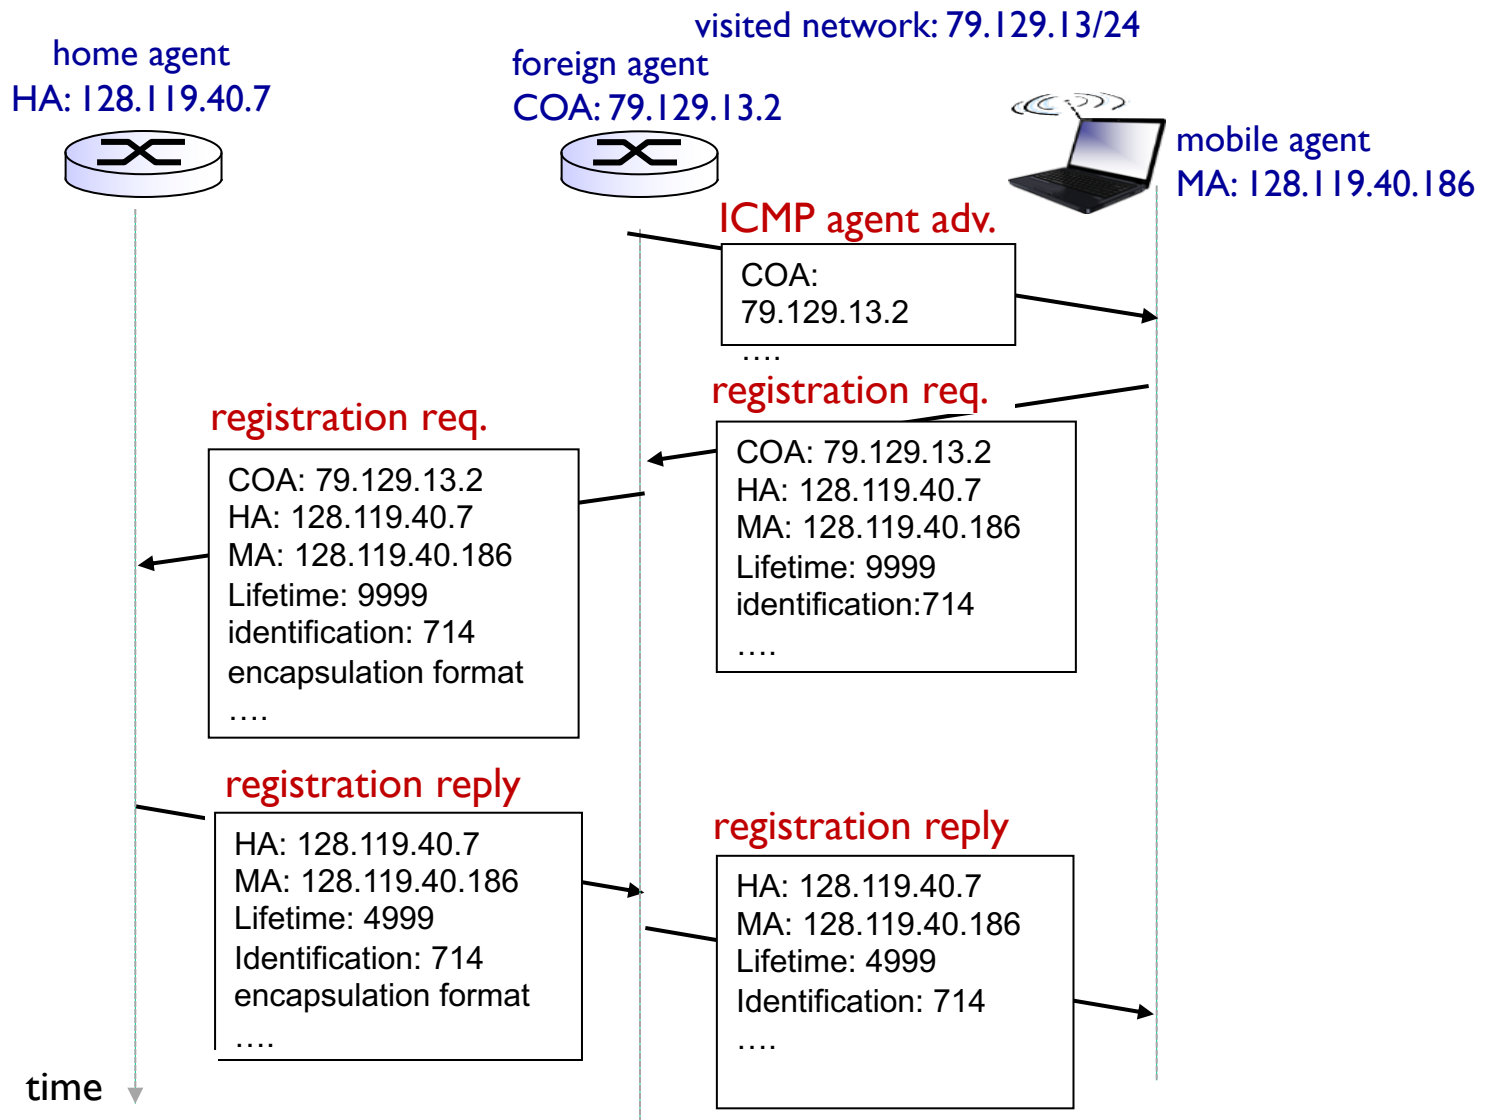 visited network: 79.129.13/24
home agent
HA: 128.119.40.7
foreign agent
COA: 79.129.13.2
mobile agent
MA: 128.119.40.186
ICMP agent adv.
COA:
79.129.13.2
….
registration req.
COA: 79.129.13.2
HA: 128.119.40.7
MA: 128.119.40.186
Lifetime: 9999
identification:714
….
registration req.
COA: 79.129.13.2
HA: 128.119.40.7
MA: 128.119.40.186
Lifetime: 9999
identification: 714
encapsulation format
….
registration reply
HA: 128.119.40.7
MA: 128.119.40.186
Lifetime: 4999
Identification: 714
encapsulation format
….
registration reply
HA: 128.119.40.7
MA: 128.119.40.186
Lifetime: 4999
Identification: 714
….
time